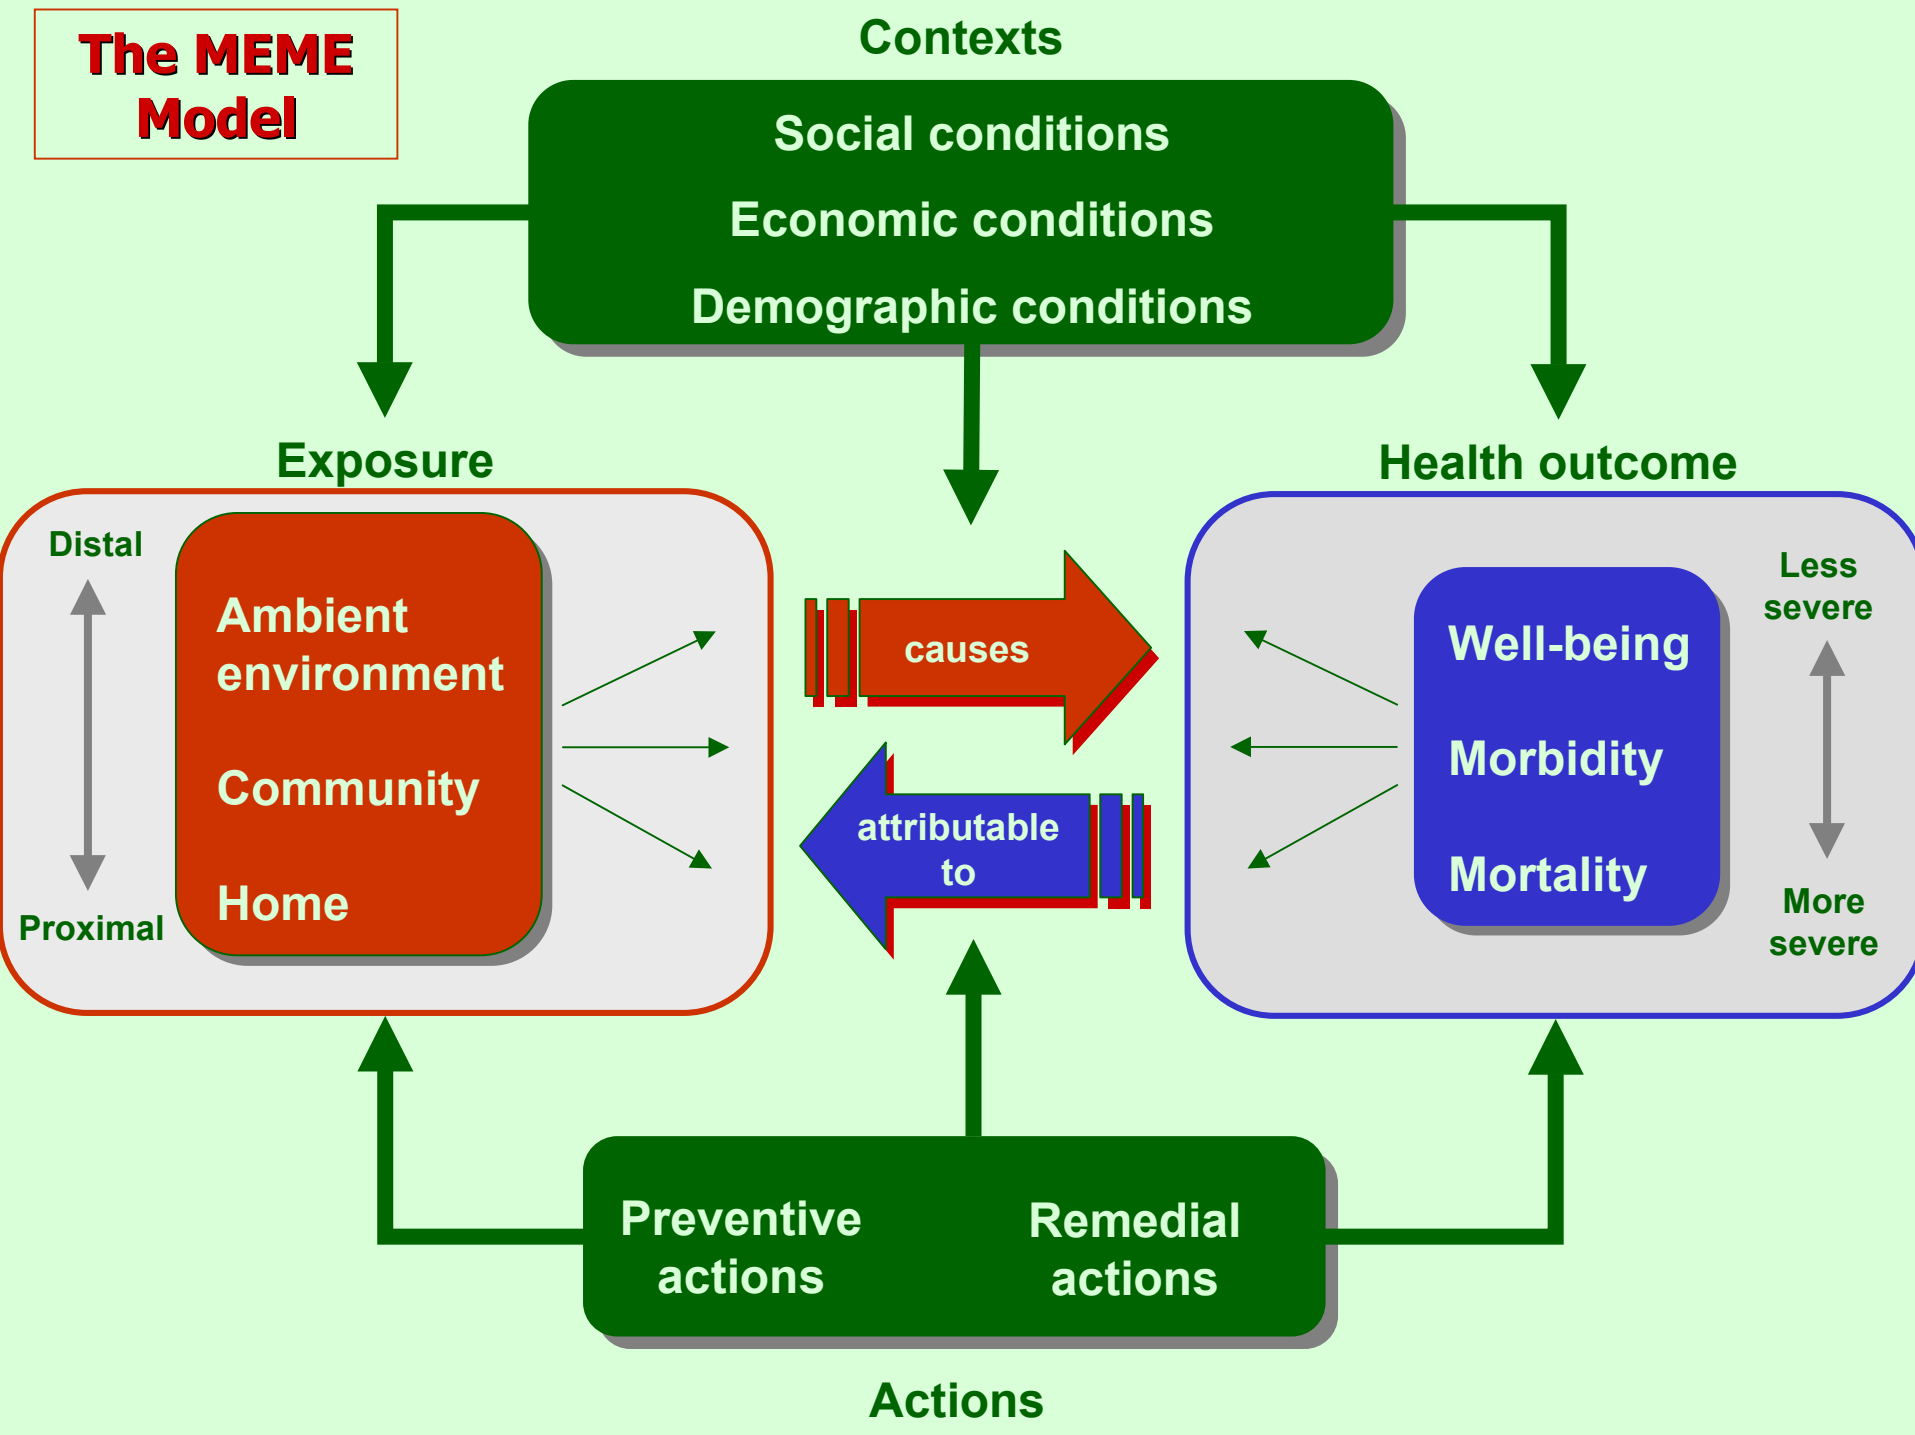 The MEME
Model
Contexts
Social conditions
Economic conditions
Demographic conditions
Exposure
Health outcome
Distal
Proximal
Ambient
environment
Community
Home
causes
attributable
to
Well-being
Morbidity
Mortality
Less
severe
More
severe
Preventive
actions
Remedial
actions
Actions